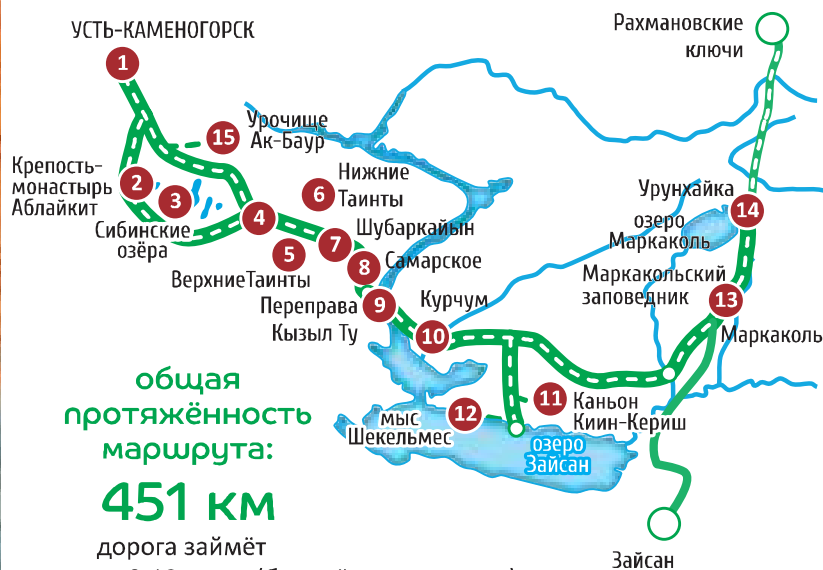 УСТЬ-КАМЕНОГОРСК
1
Рахмановские
ключи
15
Урочище
Ак-Баур
Крепость-
монастырь
Аблайкит
2
3
Сибинские
озёра
4
6
Нижние
Таинты
5
ВерхниеТаинты
7
Шубаркайын
8
Самарское
9
Переправа
Кызыл Ту
10
Курчум
Урунхайка
14
озеро
Маркаколь
Маркакольский
заповедник
13
Маркаколь
11
Каньон
Киин-Кериш
12
мыс
Шекельмес
озеро
Зайсан
Зайсан
общая
протяжённость
маршрута:
451 км
дорога займёт